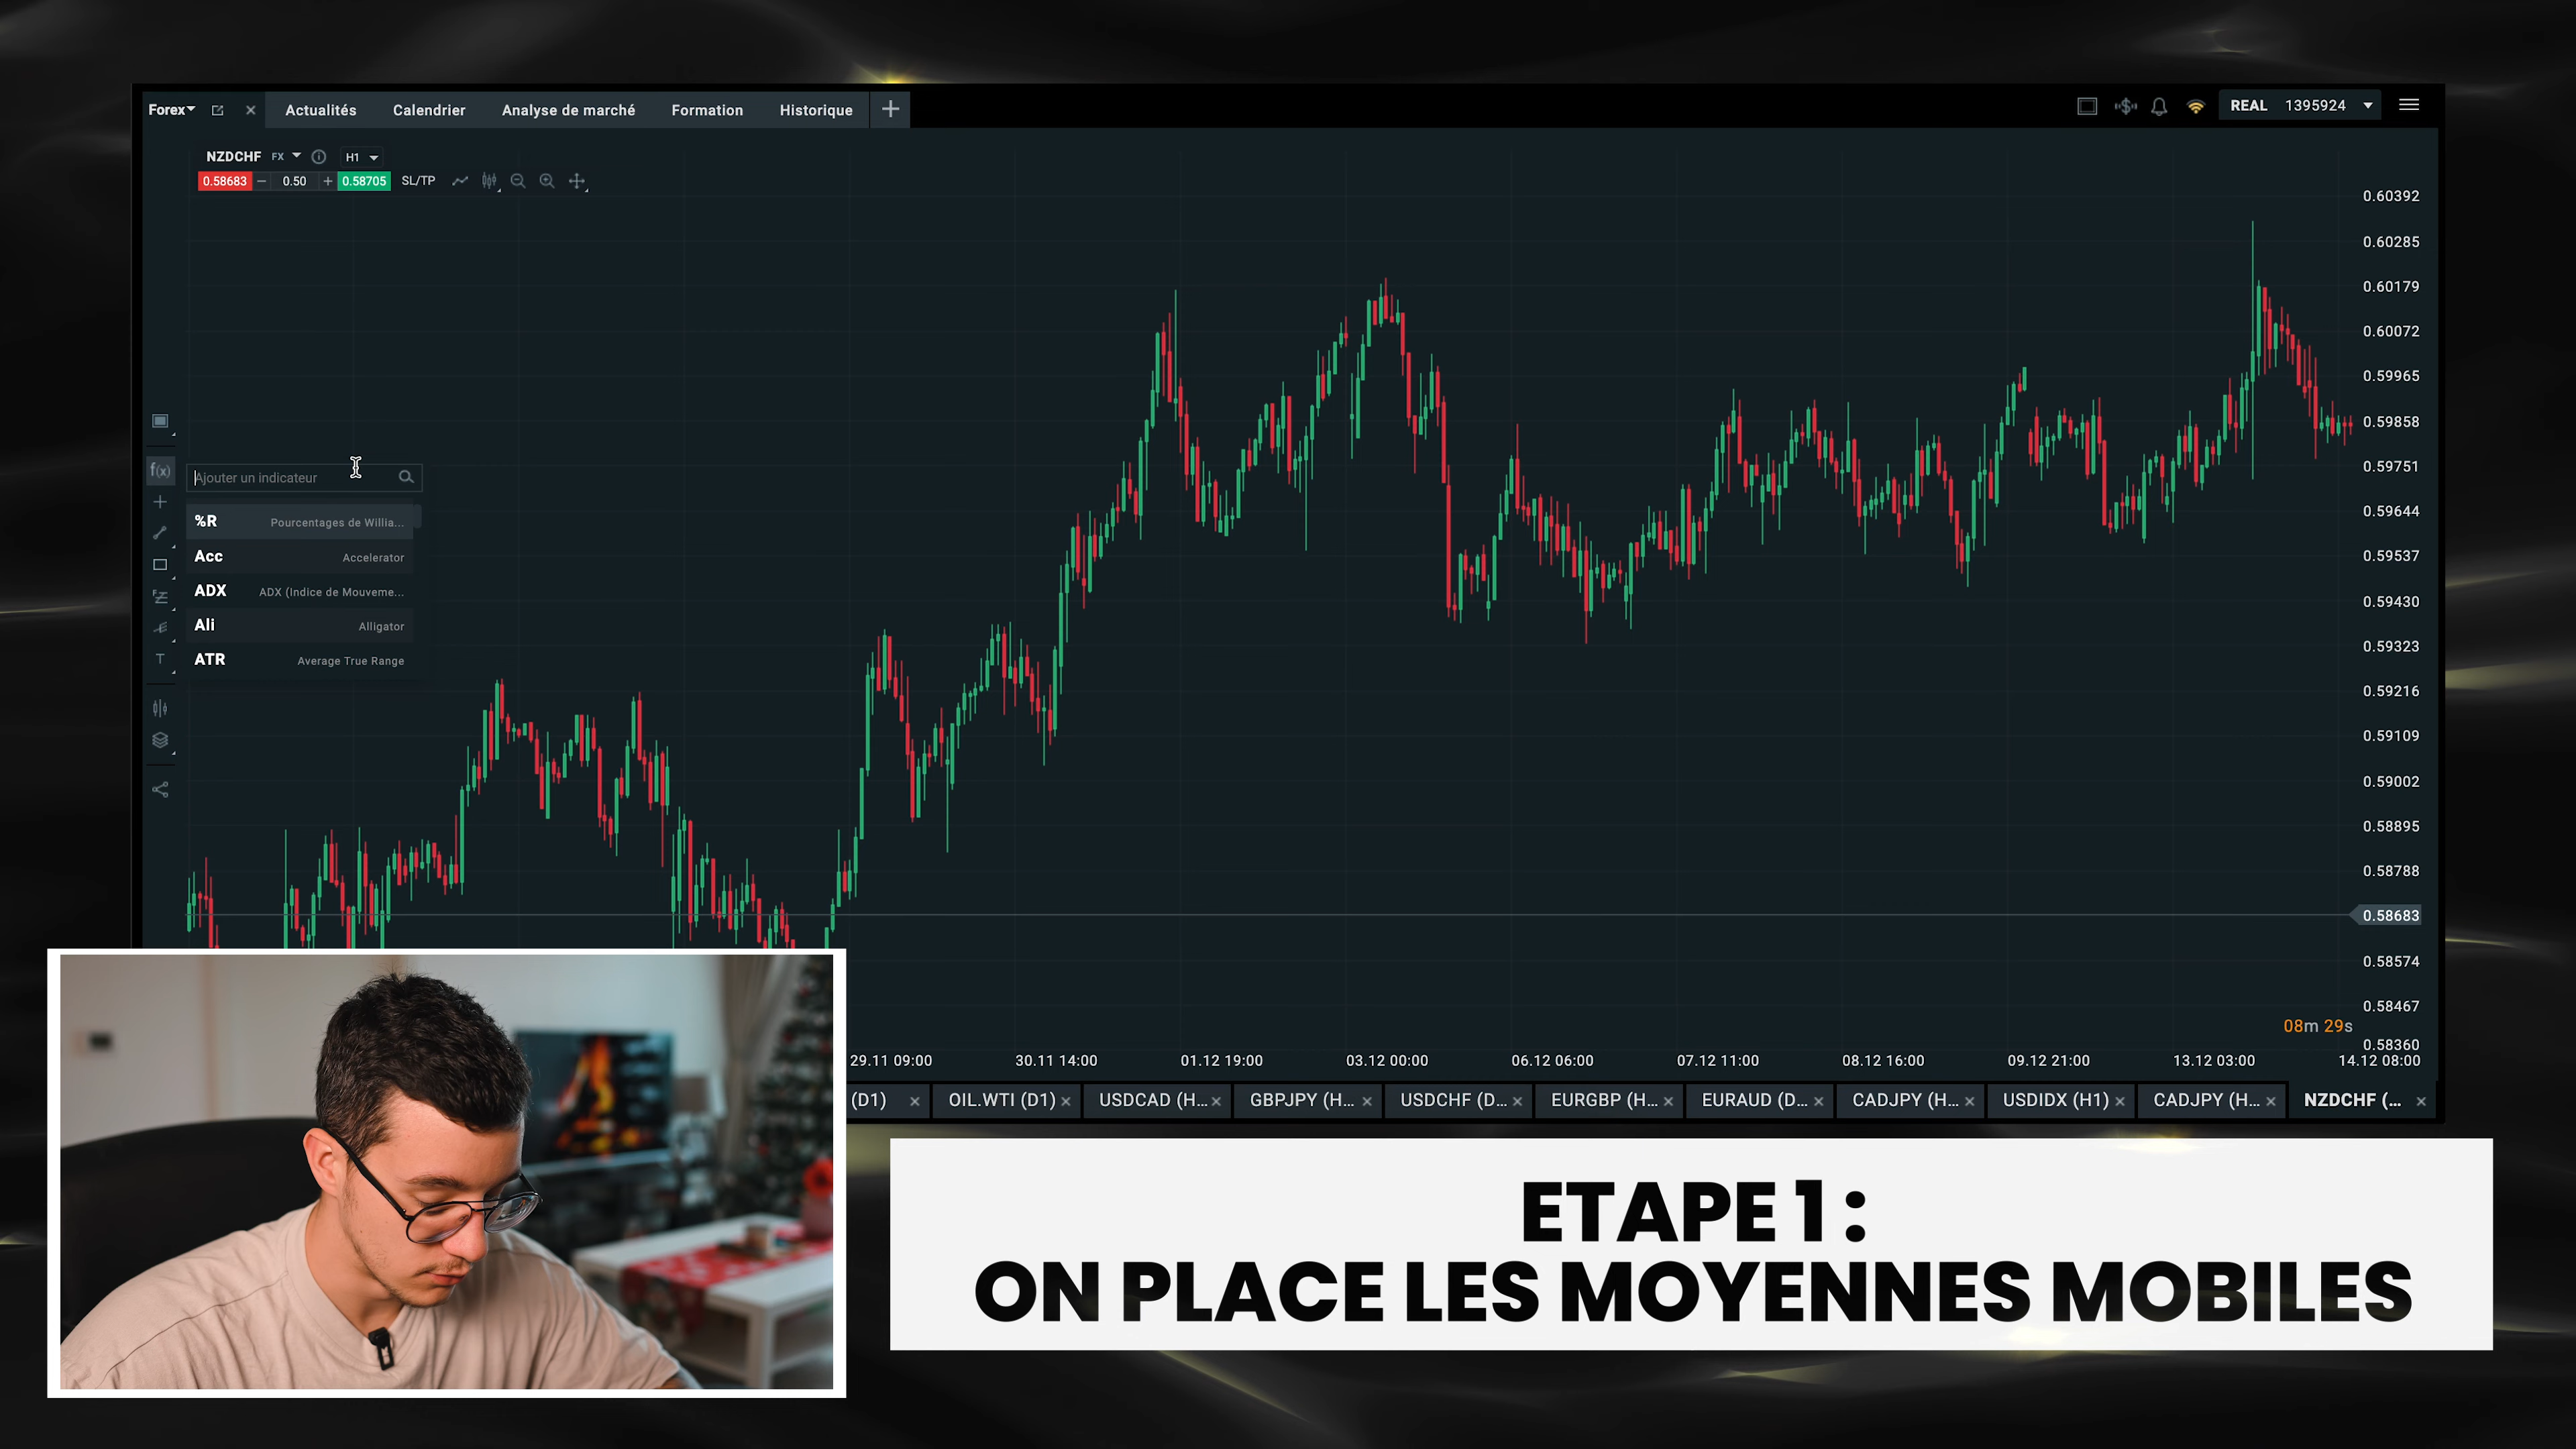 Forex Actualités Calendrier Analyse de marché Formation Historique REAL 1395924
NZDCHF FX H1
0.58683 0.50 0.58705 SL/TP
0.60392
0.60285
0.60179
0.60072
0.59965
0.59858
0.59751
0.59644
0.59537
0.59430
0.59323
0.59216
0.59109
0.59002
0.58895
0.58788
0.58683
0.58574
0.58467
0.58360
f(x)
Ajouter un indicateur
%R Pourcentages de Willia...
Acc Accelerator
ADX ADX (Indice de Mouveme...
Ali Alligator
ATR Average True Range
T
08m 29s
29.11 09:00 30.11 14:00 01.12 19:00 03.12 00:00 06.12 06:00 07.12 11:00 08.12 16:00 09.12 21:00 13.12 03:00 14.12 08:00
(D1) OIL.WTI (D1) USDCAD (H... GBPJPY (H... USDCHF (D... EURGBP (H... EURAUD (D... CADJPY (H... USDIDX (H1) CADJPY (H... NZDCHF (...
ETAPE 1 :
ON PLACE LES MOYENNES MOBILES